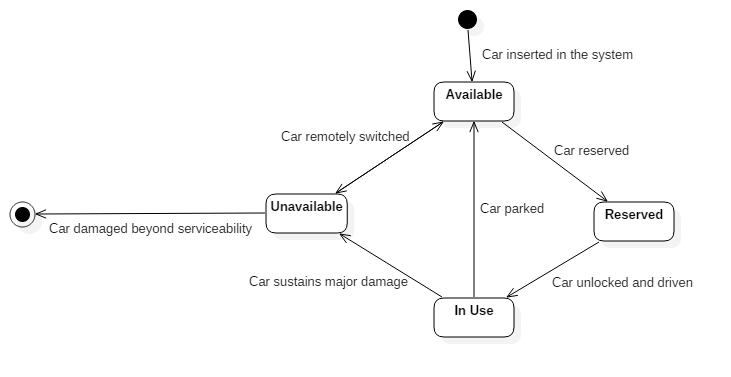 Car inserted in the system
Available
Car remotely switched
Car reserved
Unavailable
Car parked
Reserved
Car damaged beyond serviceability
Car sustains major damage
Car unlocked and driven
In Use